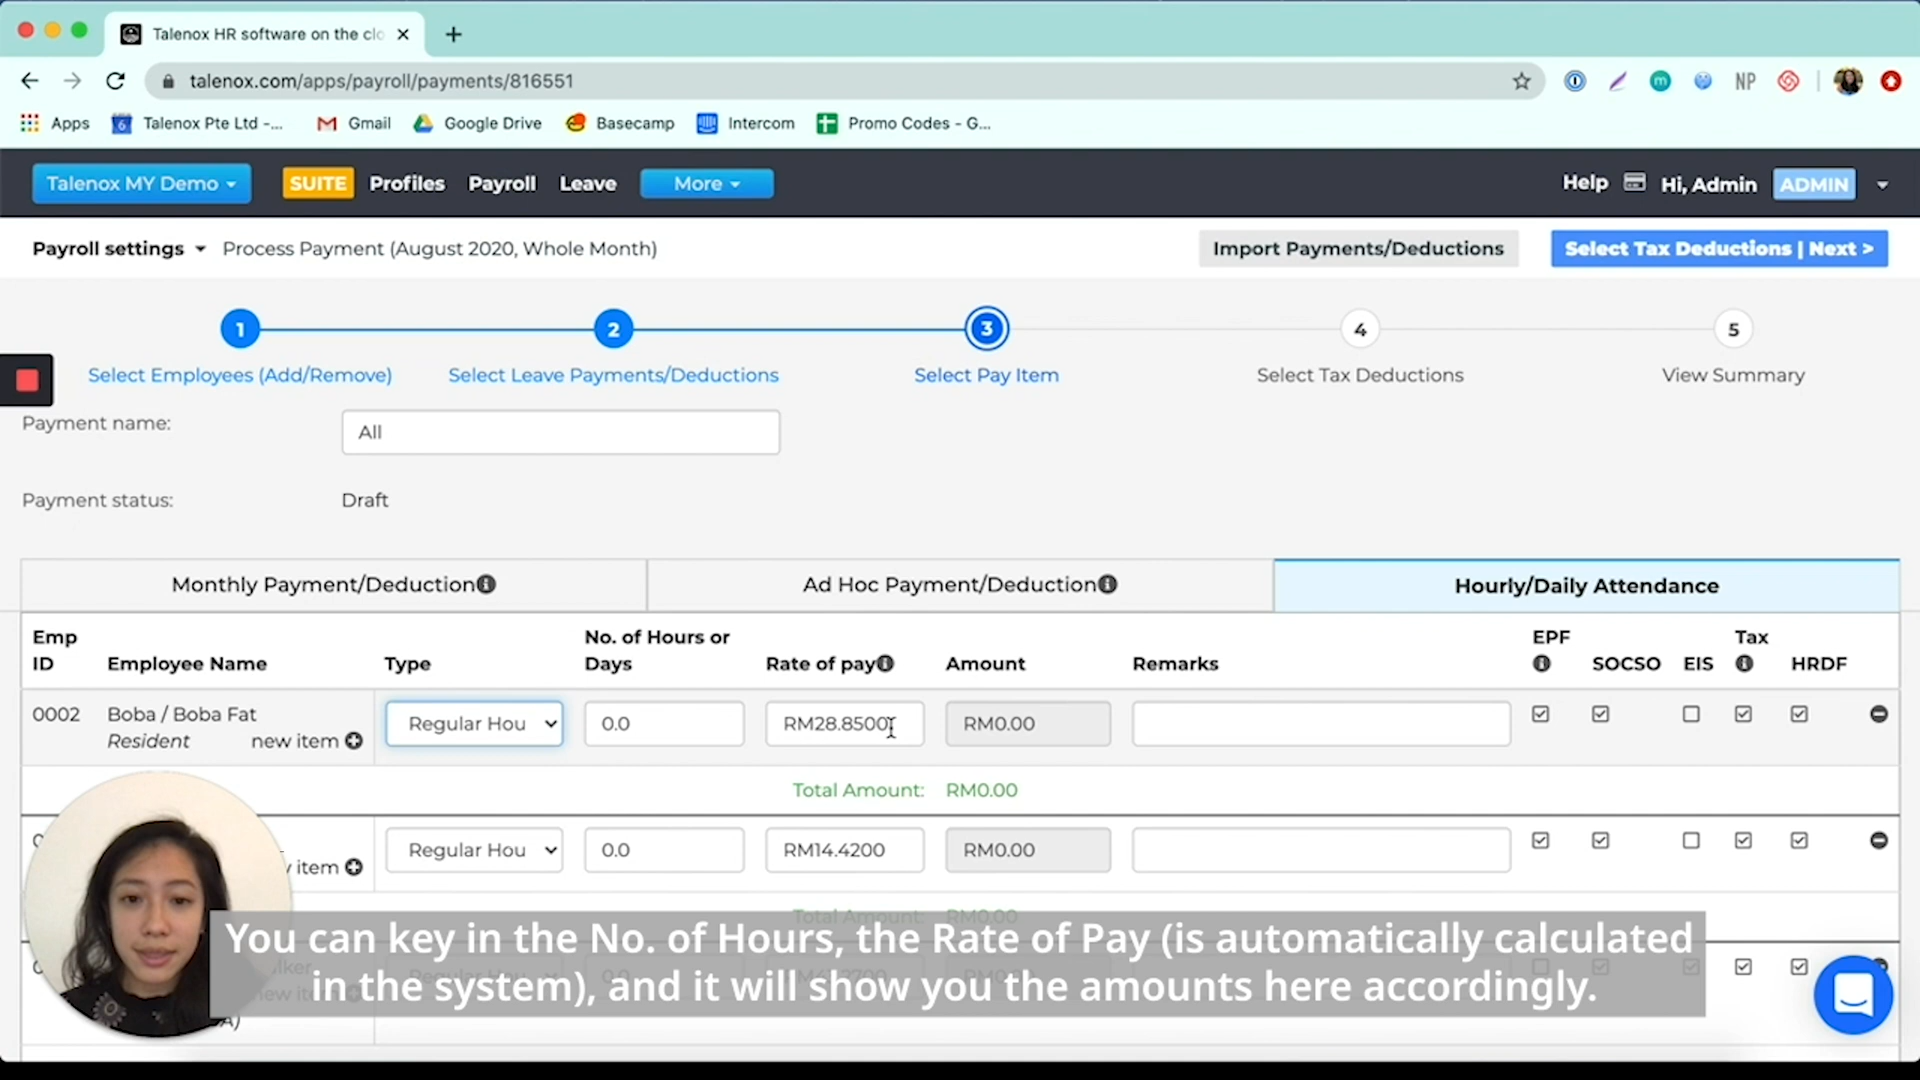 Talenox HR software on the clo
talenox.com/apps/payroll/payments/816551
NP
Apps
Talenox Pte Ltd -...
Gmail
Google Drive
Basecamp
Intercom
Promo Codes - G...
Talenox MY Demo
SUITE
Profiles
Payroll
Leave
More
Help
Hi, Admin
ADMIN
Payroll settings
Process Payment (August 2020, Whole Month)
Import Payments/Deductions
Select Tax Deductions | Next >
1
2
3
4
5
Select Employees (Add/Remove)
Select Leave Payments/Deductions
Select Pay Item
Select Tax Deductions
View Summary
Payment name:
All
Payment status:
Draft
Monthly Payment/Deduction
Ad Hoc Payment/Deduction
Hourly/Daily Attendance
Emp ID
Employee Name
Type
No. of Hours or Days
Rate of pay
Amount
Remarks
EPF
SOCSO
EIS
Tax
HRDF
0002
Boba / Boba Fat
Resident
new item
Regular Hou
0.0
RM28.8500
RM0.00
Total Amount: RM0.00
item
Regular Hou
0.0
RM14.4200
RM0.00
Total Amount: RM0.00
You can key in the No. of Hours, the Rate of Pay (is automatically calculated
in the system), and it will show you the amounts here accordingly.